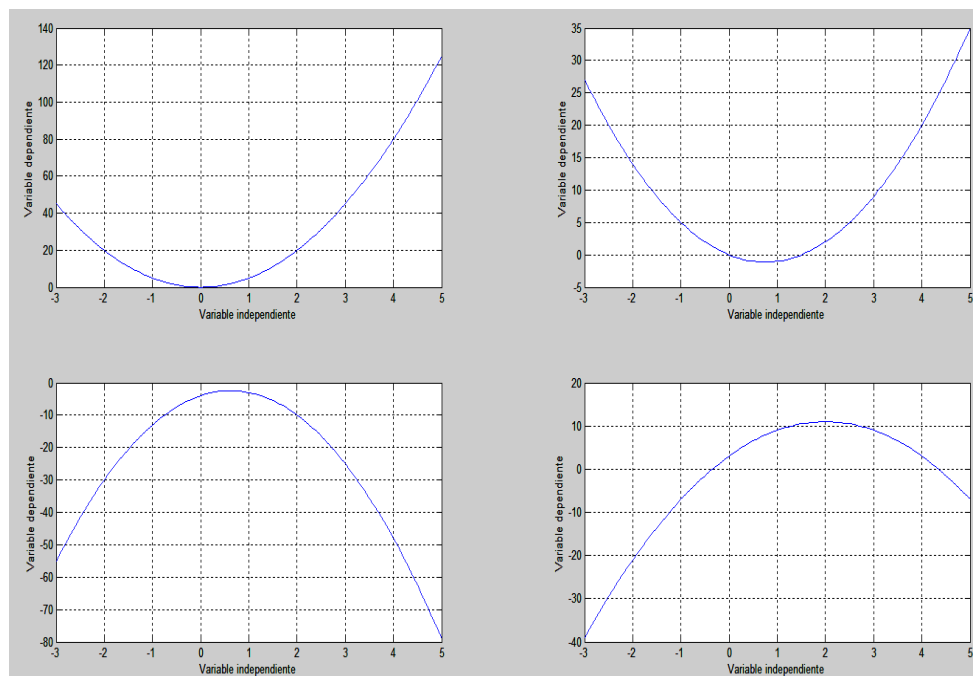 140
120
100
80
60
40
20
0
Variable dependiente
-3 -2 -1 0 1 2 3 4 5
Variable independiente
35
30
25
20
15
10
5
0
-5
Variable dependiente
-3 -2 -1 0 1 2 3 4 5
Variable independiente
0
-10
-20
-30
-40
-50
-60
-70
-80
Variable dependiente
-3 -2 -1 0 1 2 3 4 5
Variable independiente
20
10
0
-10
-20
-30
-40
Variable dependiente
-3 -2 -1 0 1 2 3 4 5
Variable independiente